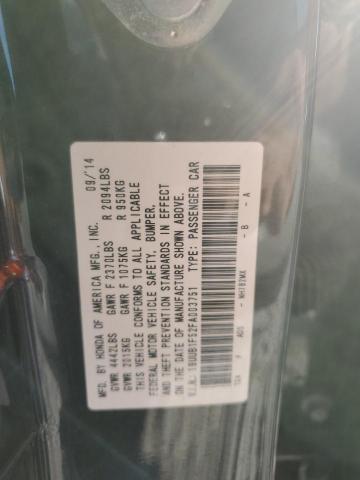 MFD. BY HONDA OF AMERICA MFG., INC. 09/'14
GVWR 4442LBS GAWR F 2370LBS R 2094LBS
GVWR 2015KG GAWR F 1075KG R 950KG
THIS VEHICLE CONFORMS TO ALL APPLICABLE
FEDERAL MOTOR VEHICLE SAFETY, BUMPER,
AND THEFT PREVENTION STANDARDS IN EFFECT
ON THE DATE OF MANUFACTURE SHOWN ABOVE.
V.I.N.: 19UUB1F52FA003751 TYPE: PASSENGER CAR
- B - A